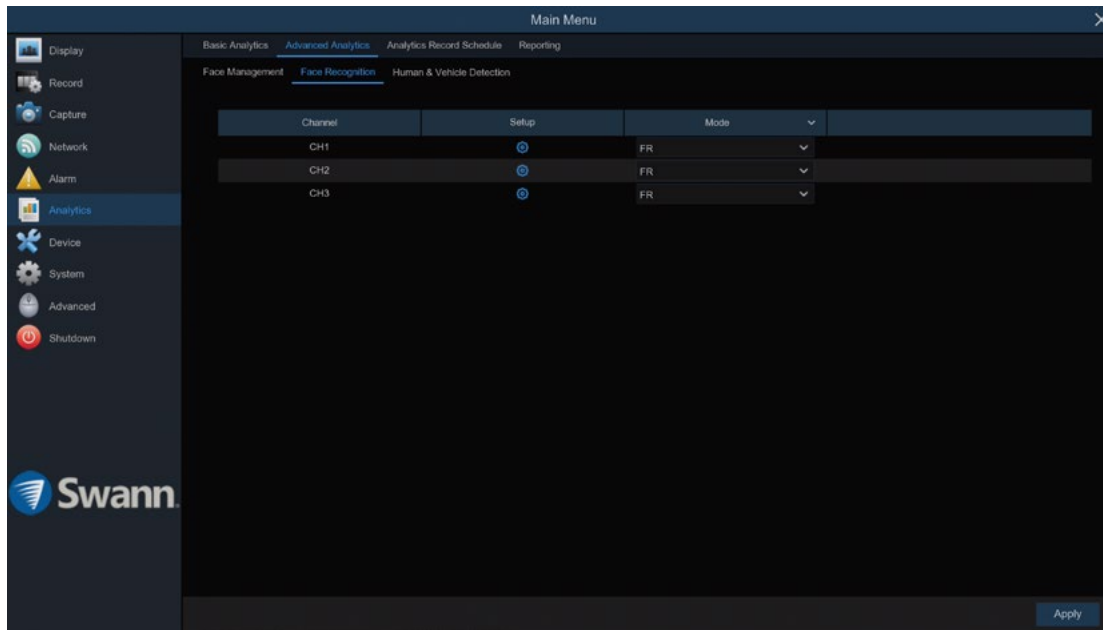 Main Menu
Display
Record
Capture
Network
Alarm
Analytics
Device
System
Advanced
Shutdown
Swann
Basic Analytics Advanced Analytics Analytics Record Schedule Reporting
Face Management Face Recognition Human & Vehicle Detection
Channel Setup Mode
CH1 FR
CH2 FR
CH3 FR
Apply